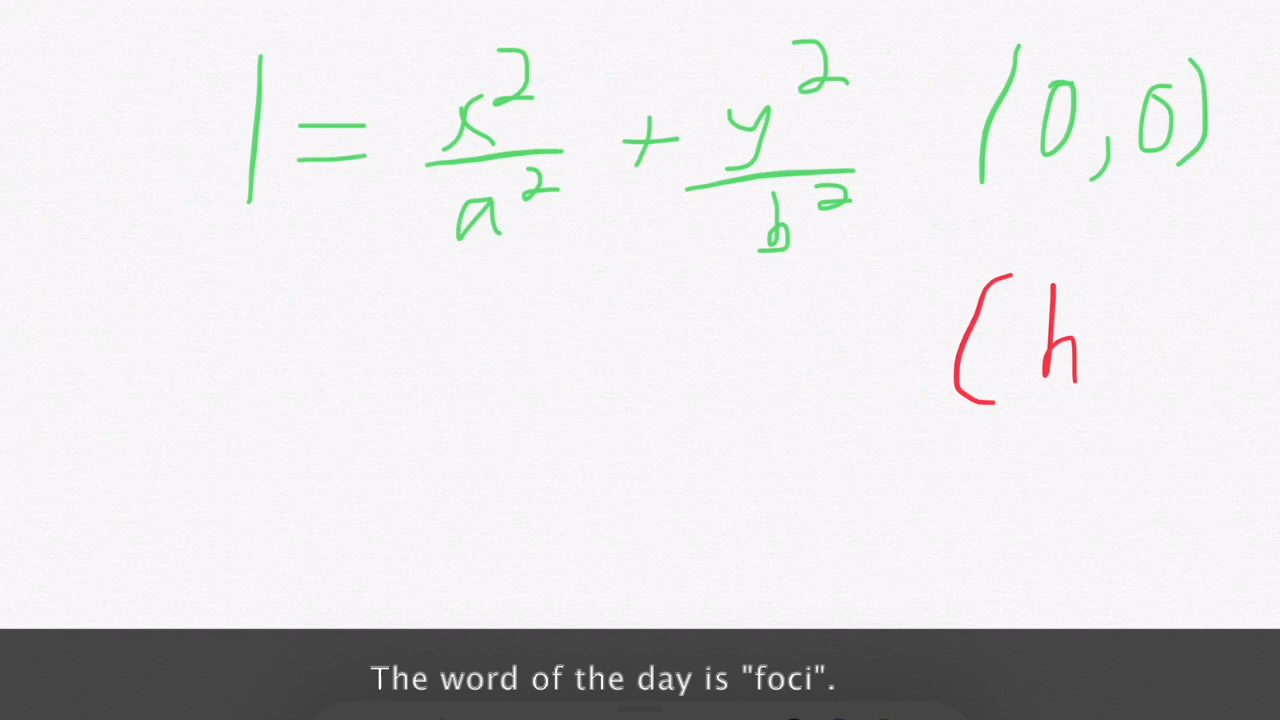 1 = x²/a² + y²/b² (0,0)
(h
The word of the day is "foci".